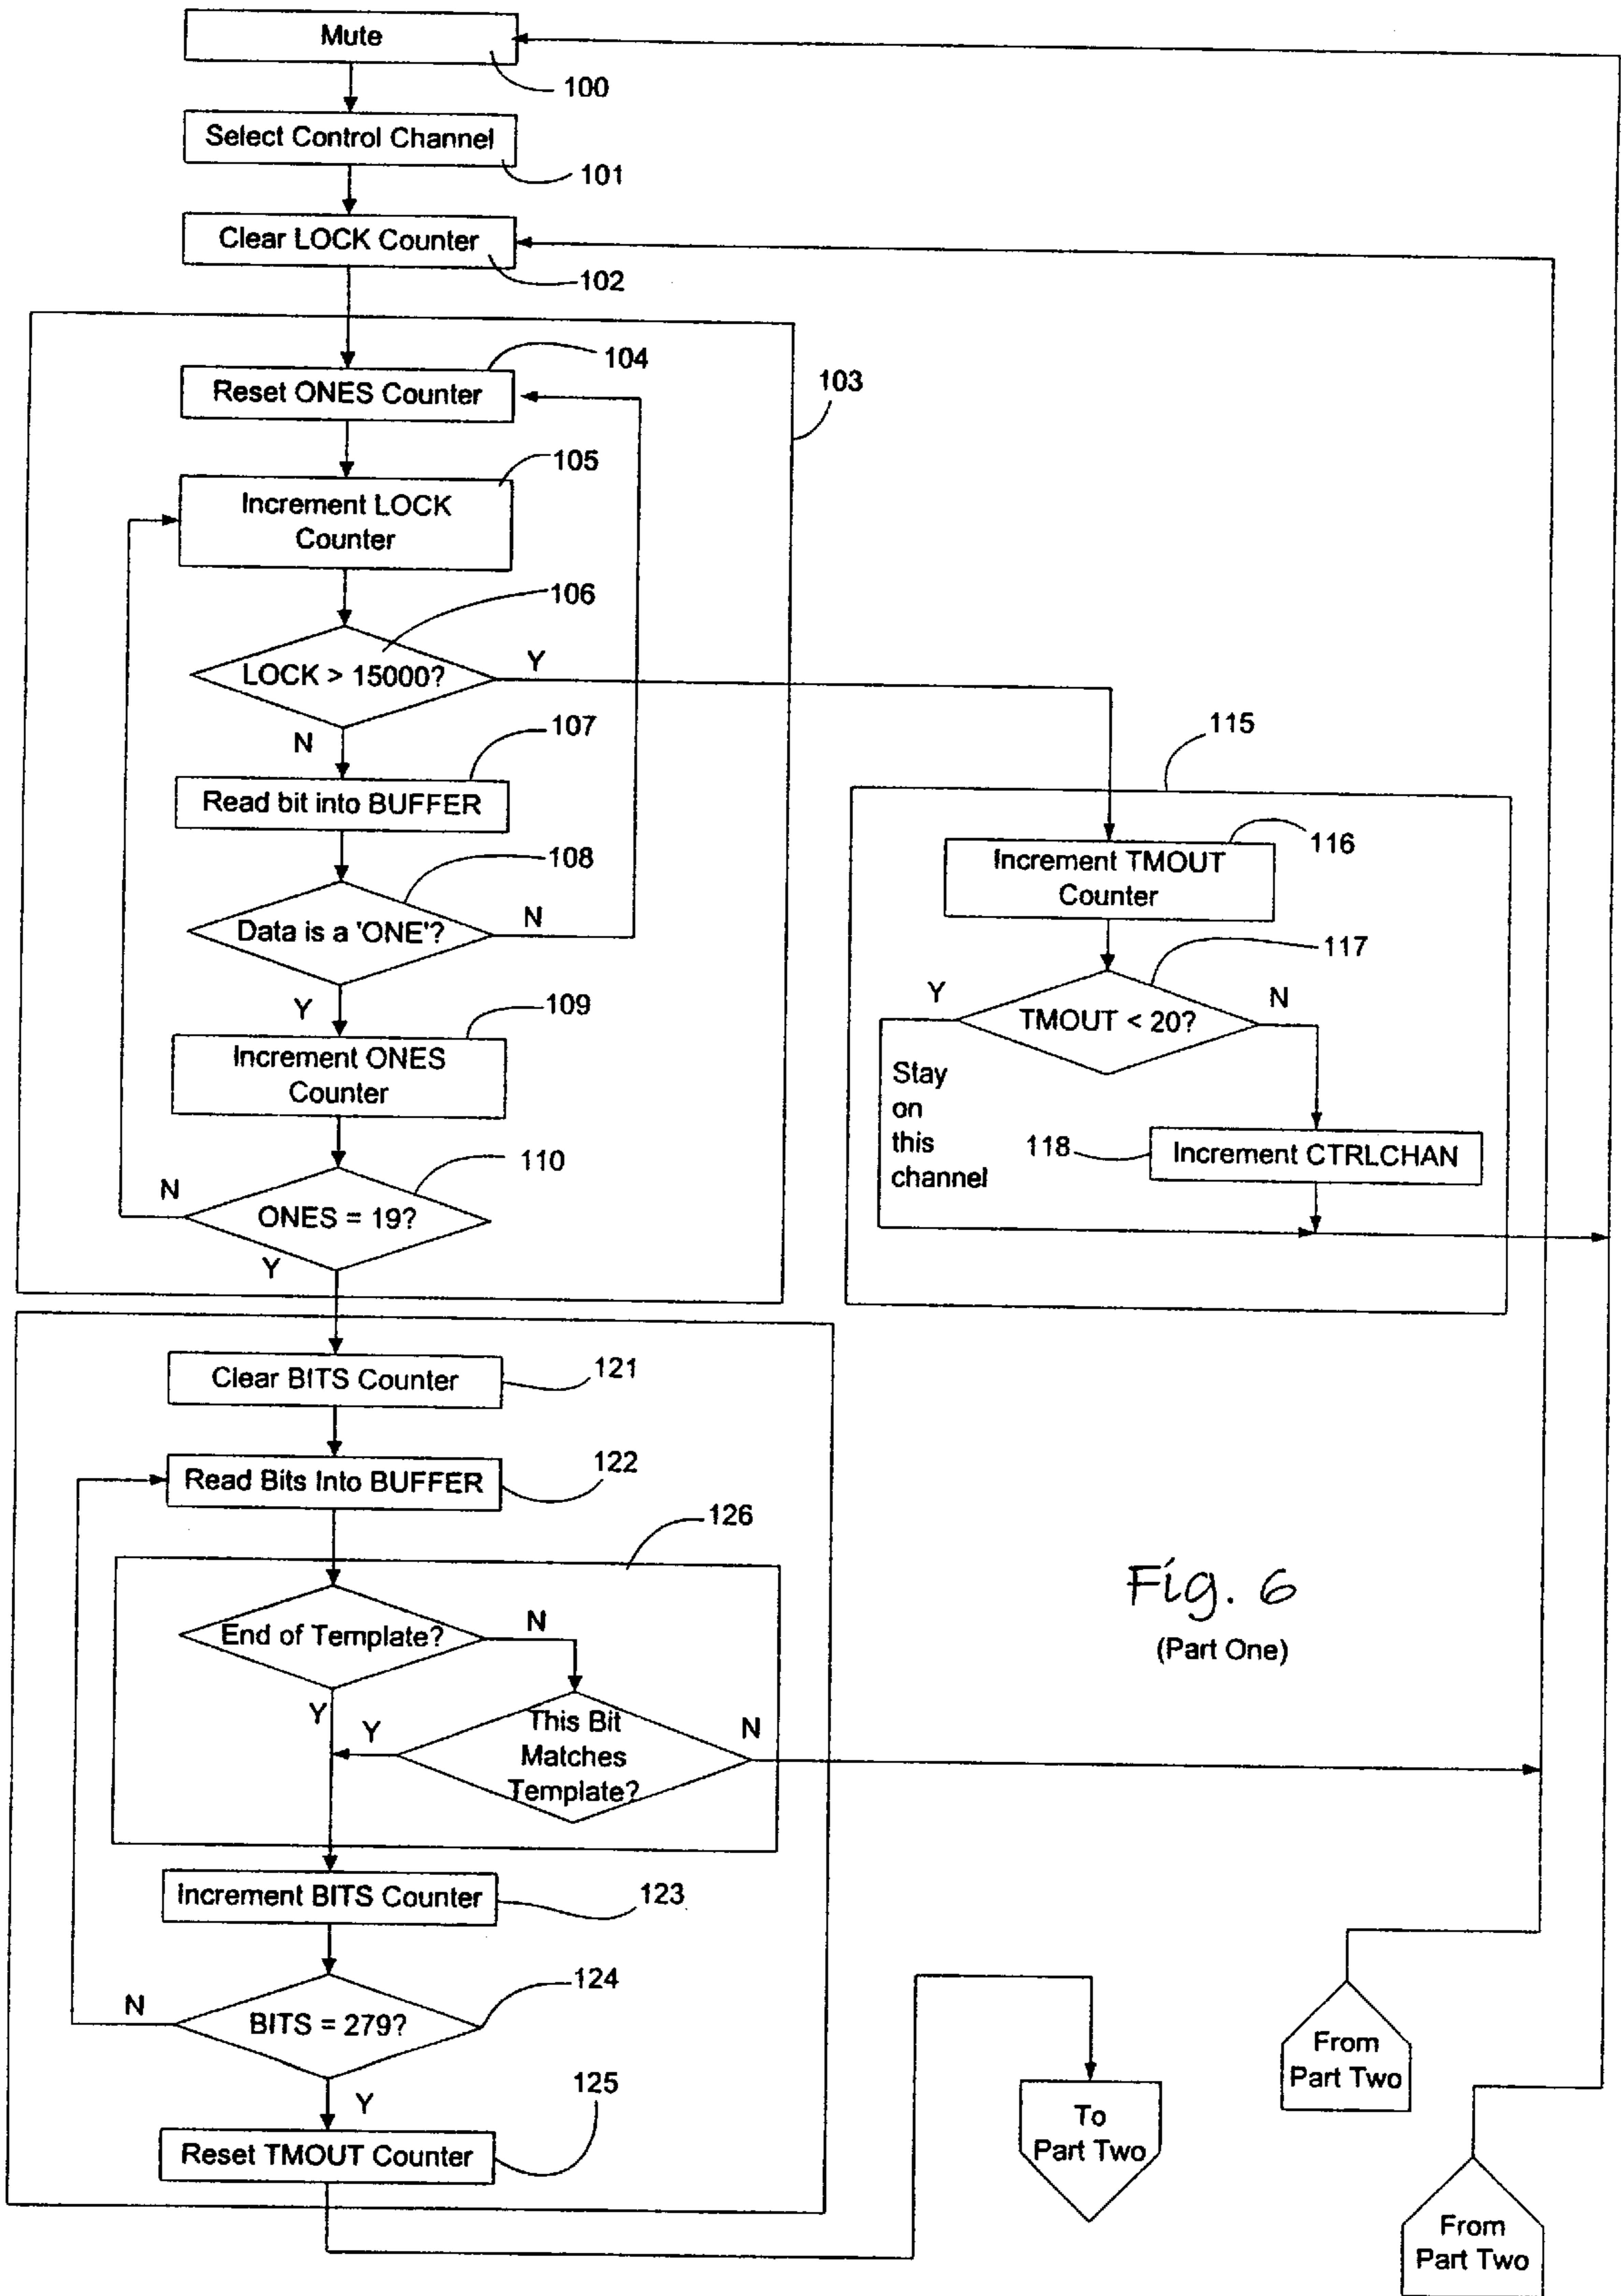 Mute
100
Select Control Channel
101
Clear LOCK Counter
102
103
104
Reset ONES Counter
105
Increment LOCK
Counter
106
LOCK > 15000?
Y
N
107
Read bit into BUFFER
108
Data is a 'ONE'?
N
Y
109
Increment ONES
Counter
110
N
ONES = 19?
Y
115
116
Increment TMOUT
Counter
117
Y
N
TMOUT < 20?
Stay
on
this
channel
118
Increment CTRLCHAN
Clear BITS Counter
121
Read Bits Into BUFFER
122
126
End of Template?
N
Y
Y
This Bit
Matches
Template?
N
Increment BITS Counter
123
124
N
BITS = 279?
Y
125
Reset TMOUT Counter
Fig. 6
(Part One)
To
Part Two
From
Part Two
From
Part Two